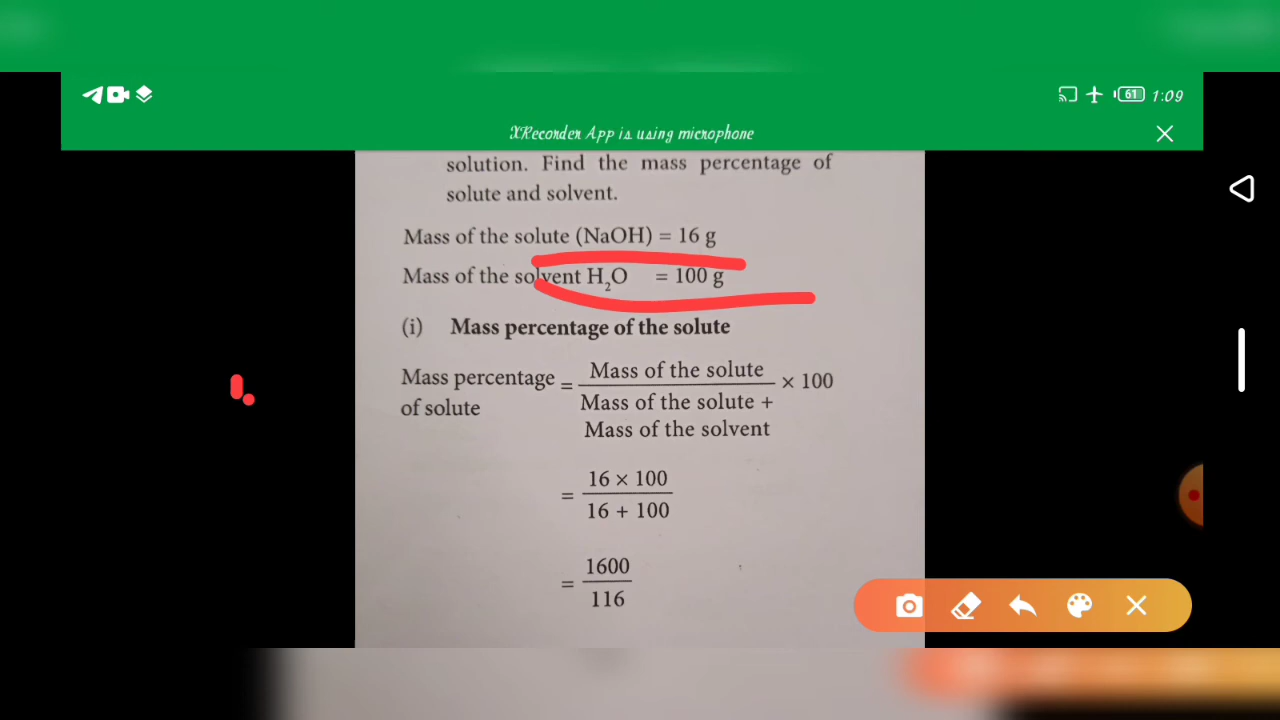 61 1:09
XRecorder App is using microphone
solution. Find the mass percentage of
solute and solvent.
Mass of the solute (NaOH) = 16 g
Mass of the solvent H₂O = 100 g
(i) Mass percentage of the solute
Mass percentage of solute = Mass of the solute / Mass of the solute + Mass of the solvent × 100
= 16 × 100 / 16 + 100
= 1600 / 116